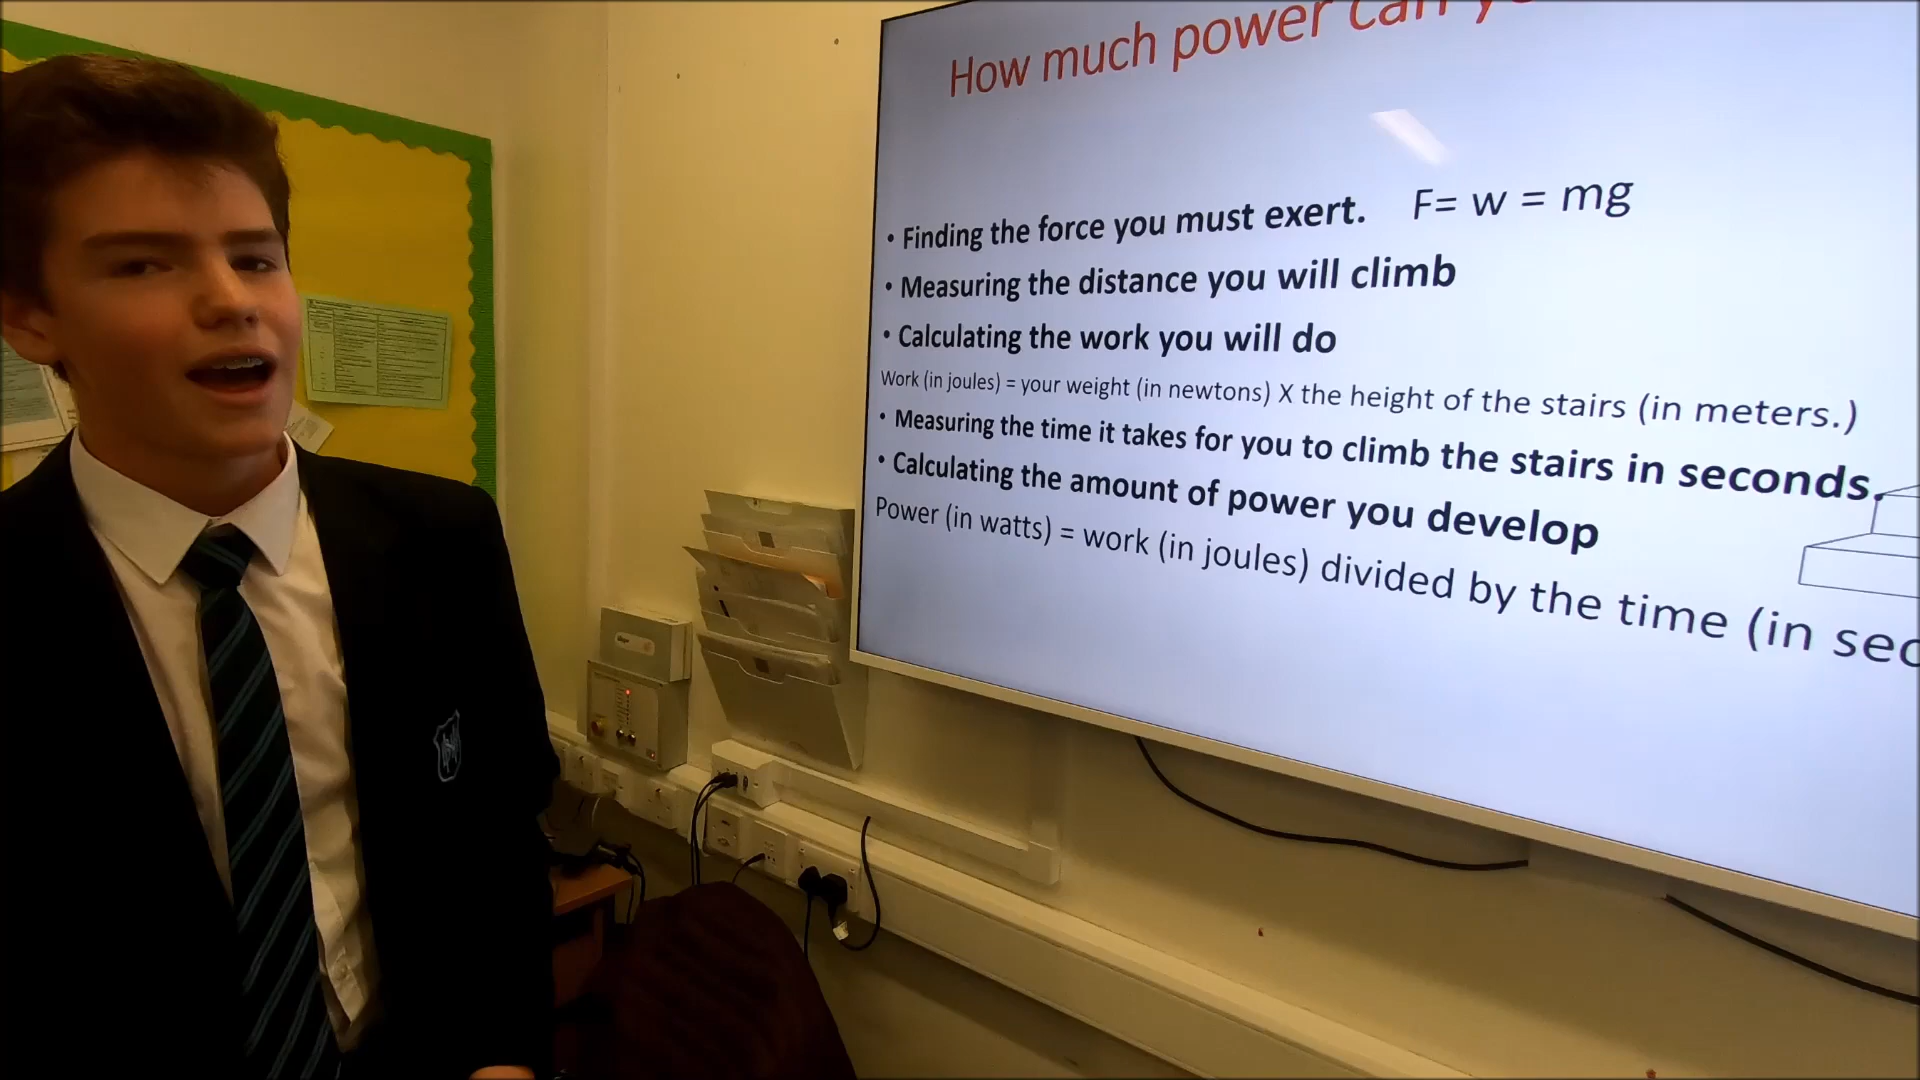 How much power can
• Finding the force you must exert. F= w = mg
• Measuring the distance you will climb
• Calculating the work you will do
Work (in joules) = your weight (in newtons) X the height of the stairs (in meters.)
• Measuring the time it takes for you to climb the stairs in seconds.
• Calculating the amount of power you develop
Power (in watts) = work (in joules) divided by the time (in sec